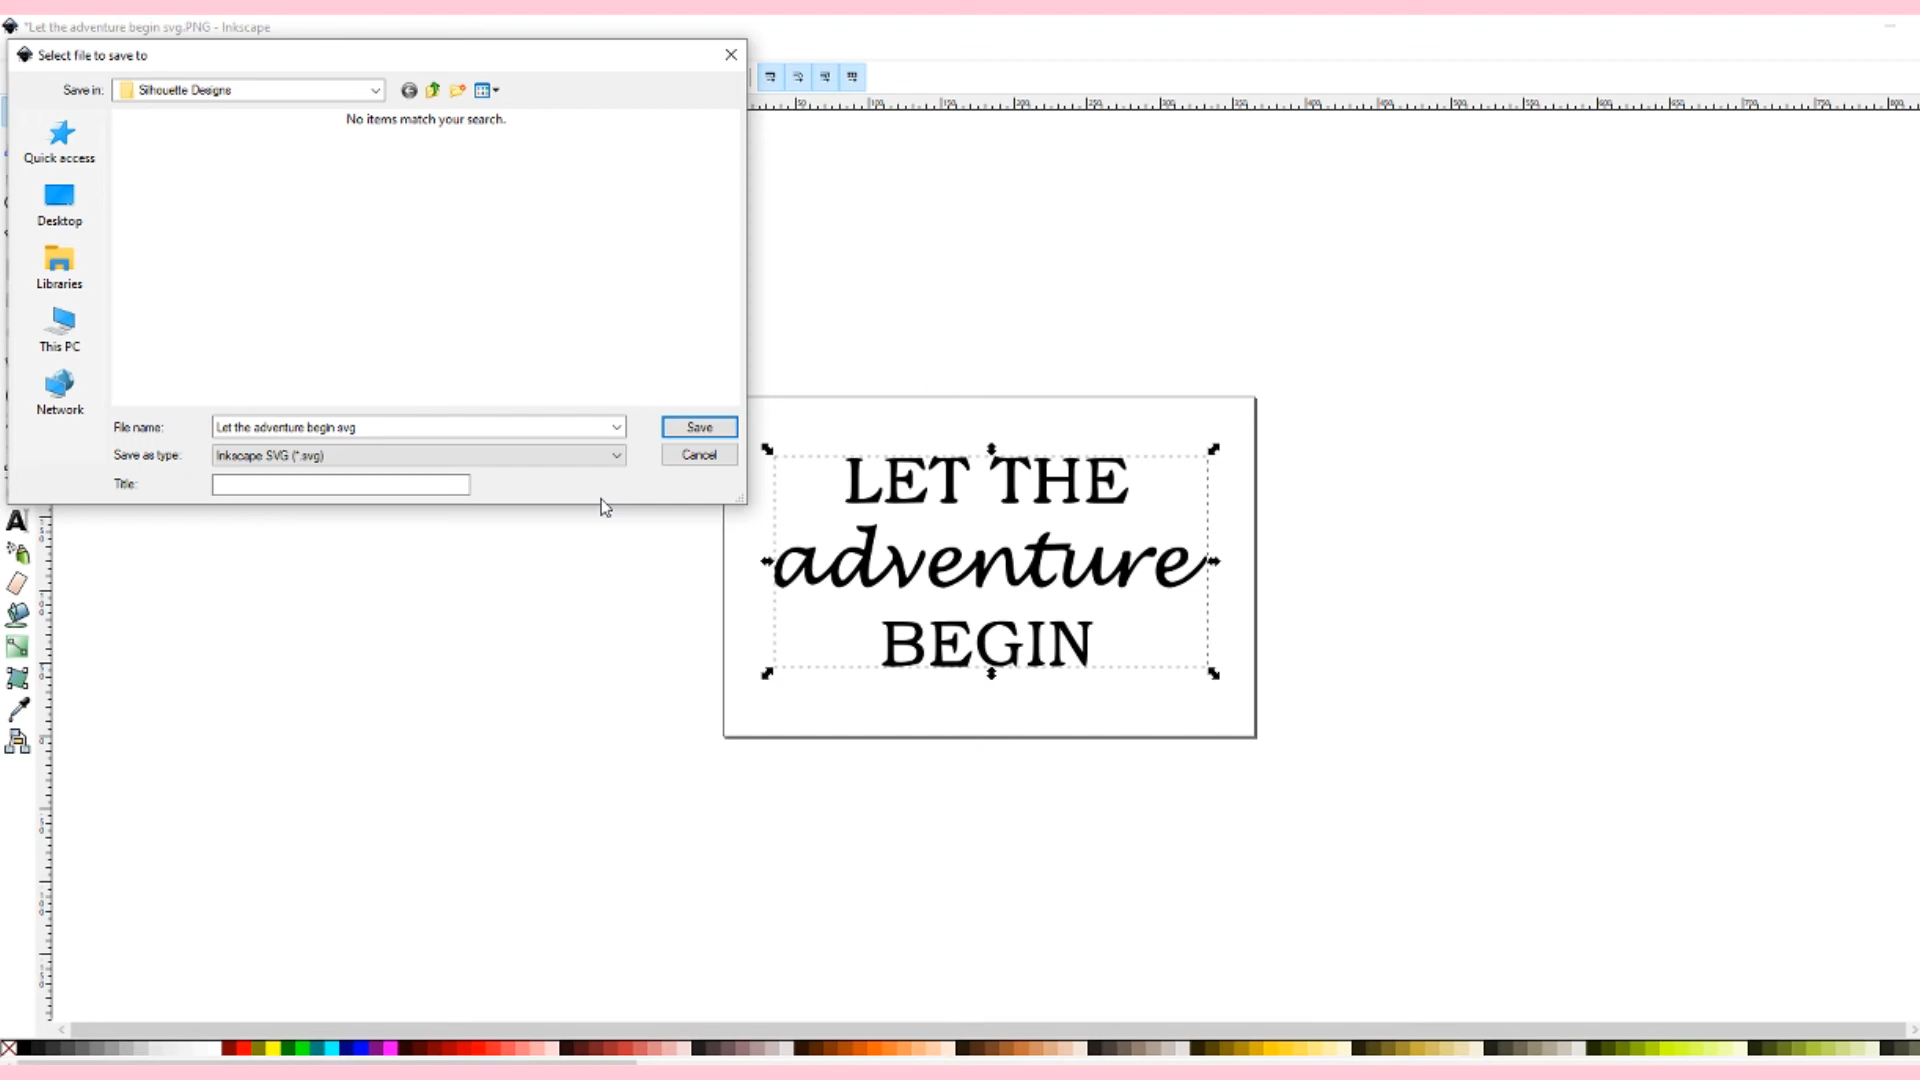 *Let the adventure begin svg.PNG - Inkscape
Select file to save to
Save in:
Silhouette Designs
No items match your search.
Quick access
Desktop
Libraries
This PC
Network
File name:
Let the adventure begin svg
Save
Save as type:
Inkscape SVG (*.svg)
Cancel
Title:
LET THE
adventure
BEGIN